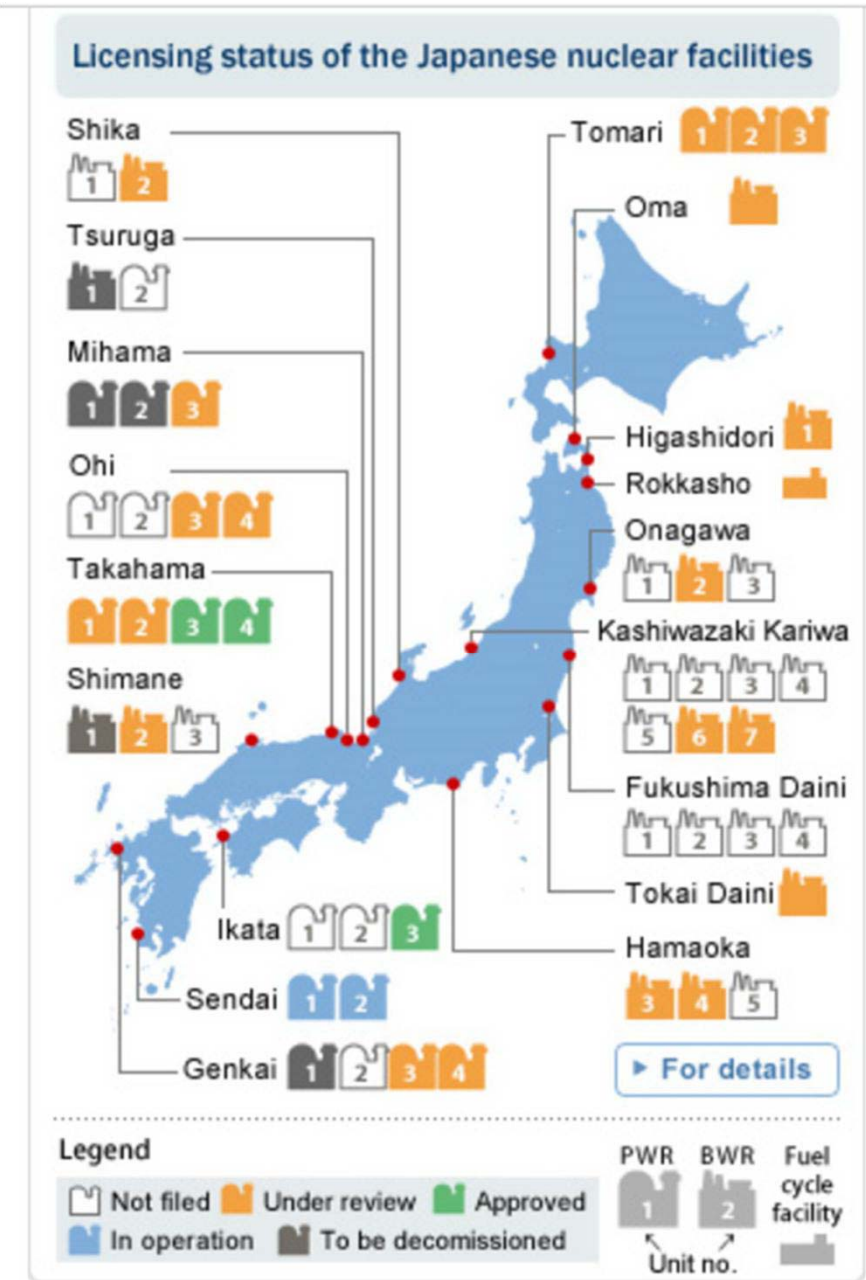 Licensing status of the Japanese nuclear facilities
Shika
1 2
Tsuruga
1 2
Mihama
1 2 3
Ohi
1 2 3 4
Takahama
1 2 3 4
Shimane
1 2 3
Tomari 1 2 3
Oma
Higashidori 1
Rokkasho
Onagawa
1 2 3
Kashiwazaki Kariwa
1 2 3 4
5 6 7
Fukushima Daini
1 2 3 4
Tokai Daini
Hamaoka
3 4 5
Ikata 1 2 3
Sendai 1 2
Genkai 1 2 3 4
For details
Legend
Not filed Under review Approved
In operation To be decomissioned
PWR BWR
1 2
Unit no.
Fuel
cycle
facility